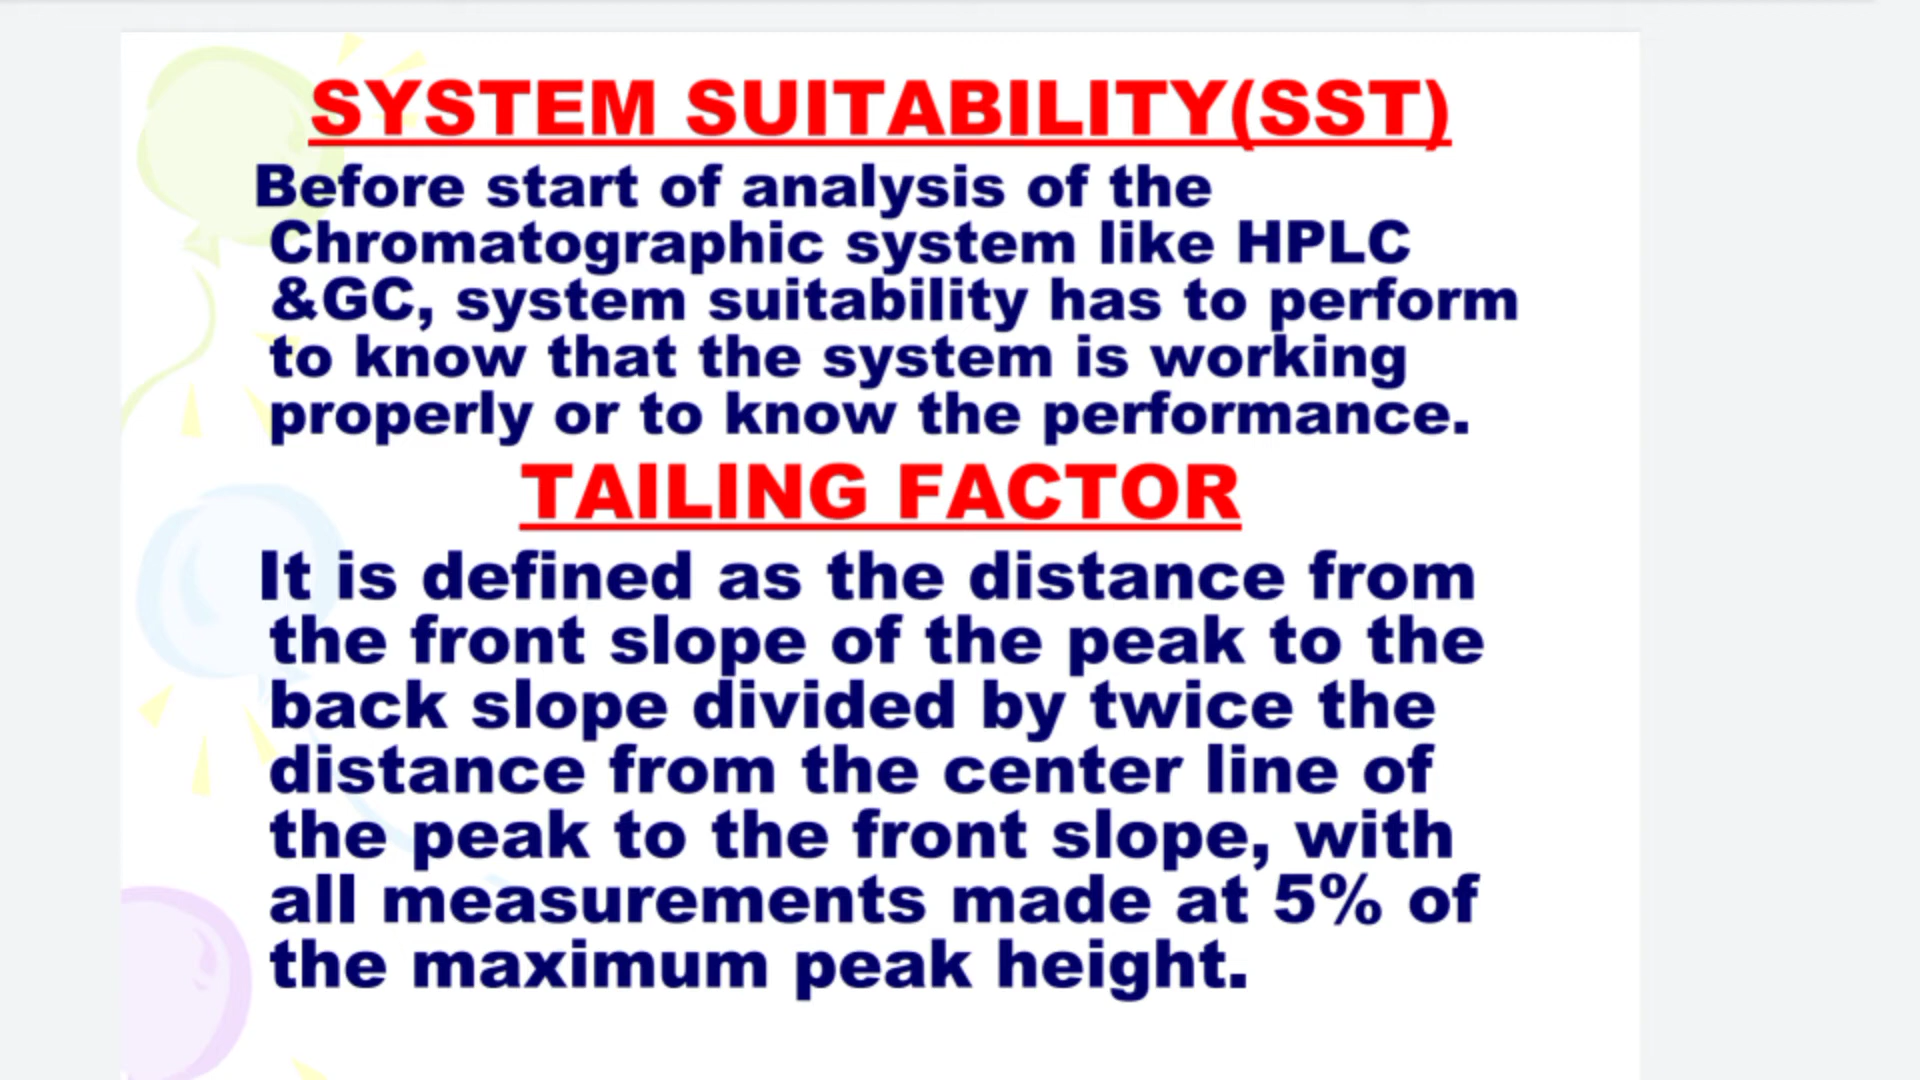 SYSTEM SUITABILITY(SST)
Before start of analysis of the
Chromatographic system like HPLC
&GC, system suitability has to perform
to know that the system is working
properly or to know the performance.
TAILING FACTOR
It is defined as the distance from
the front slope of the peak to the
back slope divided by twice the
distance from the center line of
the peak to the front slope, with
all measurements made at 5% of
the maximum peak height.